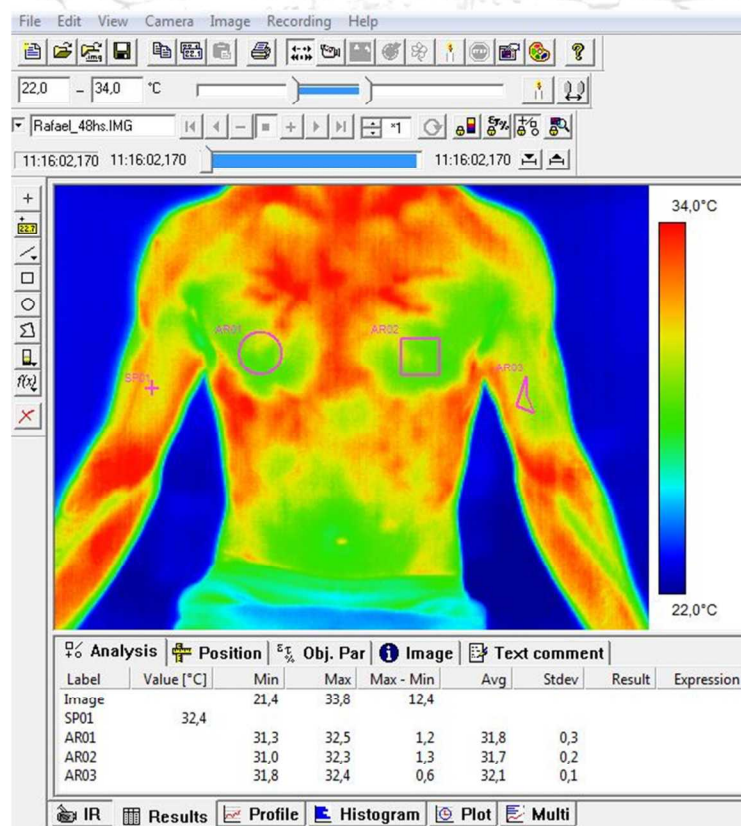 File Edit View Camera Image Recording Help
22,0 – 34,0 °C
Rafael_48hs.IMG ×1
11:16:02,170 11:16:02,170 11:16:02,170
34,0°C
AR01 AR02
AR03
SP01
22,0°C
Analysis Position Obj. Par Image Text comment
Label Value [°C] Min Max Max - Min Avg Stdev Result Expression
Image 21,4 33,8 12,4
SP01 32,4
AR01 31,3 32,5 1,2 31,8 0,3
AR02 31,0 32,3 1,3 31,7 0,2
AR03 31,8 32,4 0,6 32,1 0,1
IR Results Profile Histogram Plot Multi